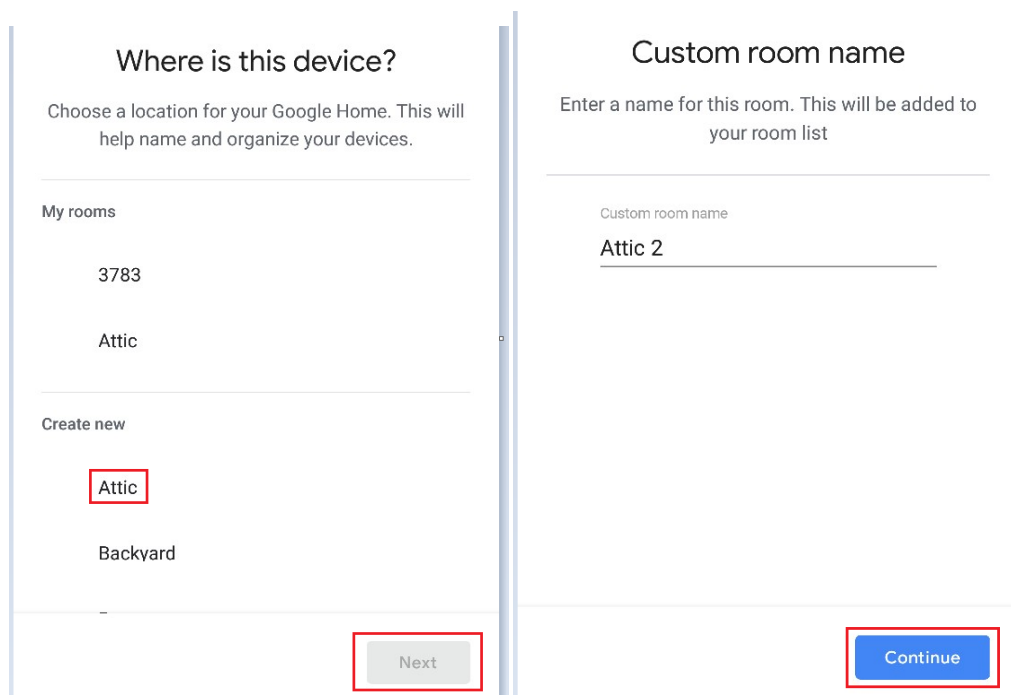 Where is this device?
Choose a location for your Google Home. This will
help name and organize your devices.
My rooms
3783
Attic
Create new
Attic
Backyard
Next
Custom room name
Enter a name for this room. This will be added to
your room list
Custom room name
Attic 2
Continue